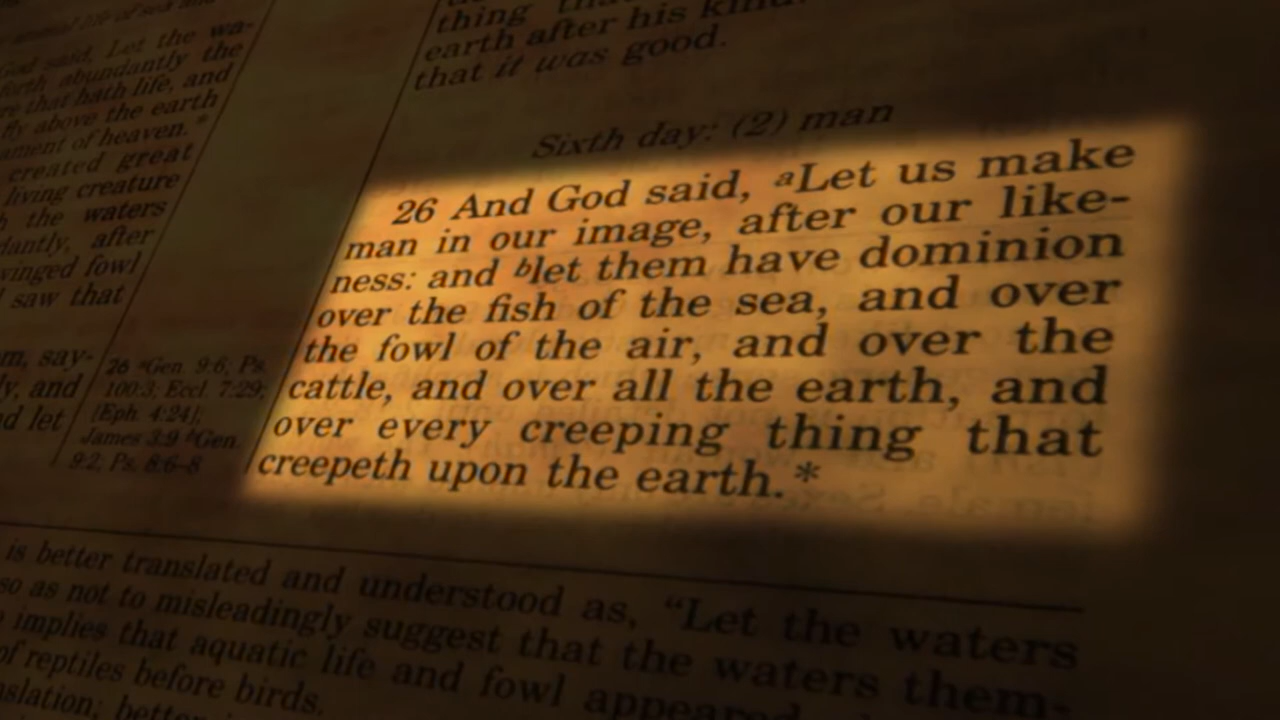 God said, Let the wa-
forth abundantly the
that hath life, and
fly above the earth
ament of heaven.*
created great
living creature
the waters
dantly, after
winged fowl
saw that
m, say-
y, and
d let
26 ᵃGen. 9:6; Ps.
100:3; Eccl. 7:29;
[Eph. 4:24];
James 3:9 ᵇGen.
9:2; Ps. 8:6–8
thing
earth after his kind:
that it was good.
Sixth day: (2) man
26 And God said, ᵃLet us make
man in our image, after our like-
ness: and ᵇlet them have dominion
over the fish of the sea, and over
the fowl of the air, and over the
cattle, and over all the earth, and
over every creeping thing that
creepeth upon the earth.*
is better translated and understood as, “Let the waters
so as not to misleadingly suggest that the waters them-
implies that aquatic life and fowl appeared
of reptiles before birds.
nslation; better